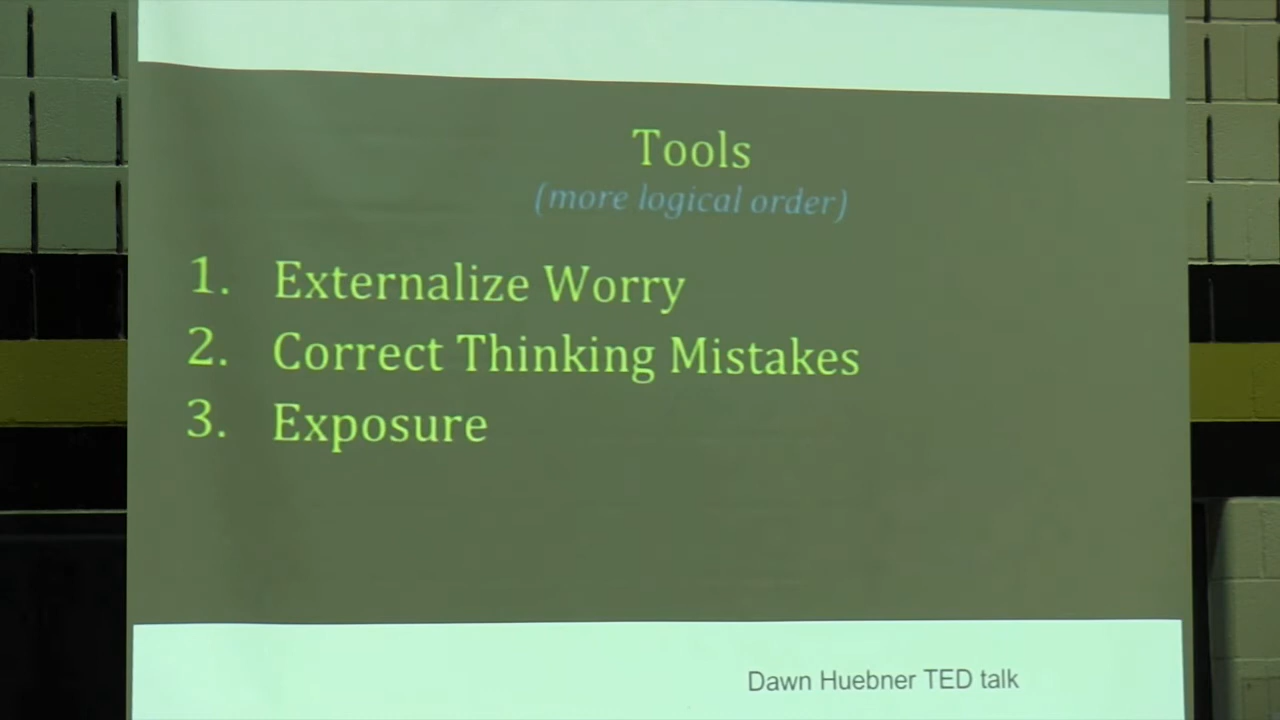 Tools
(more logical order)
1. Externalize Worry
2. Correct Thinking Mistakes
3. Exposure
Dawn Huebner TED talk